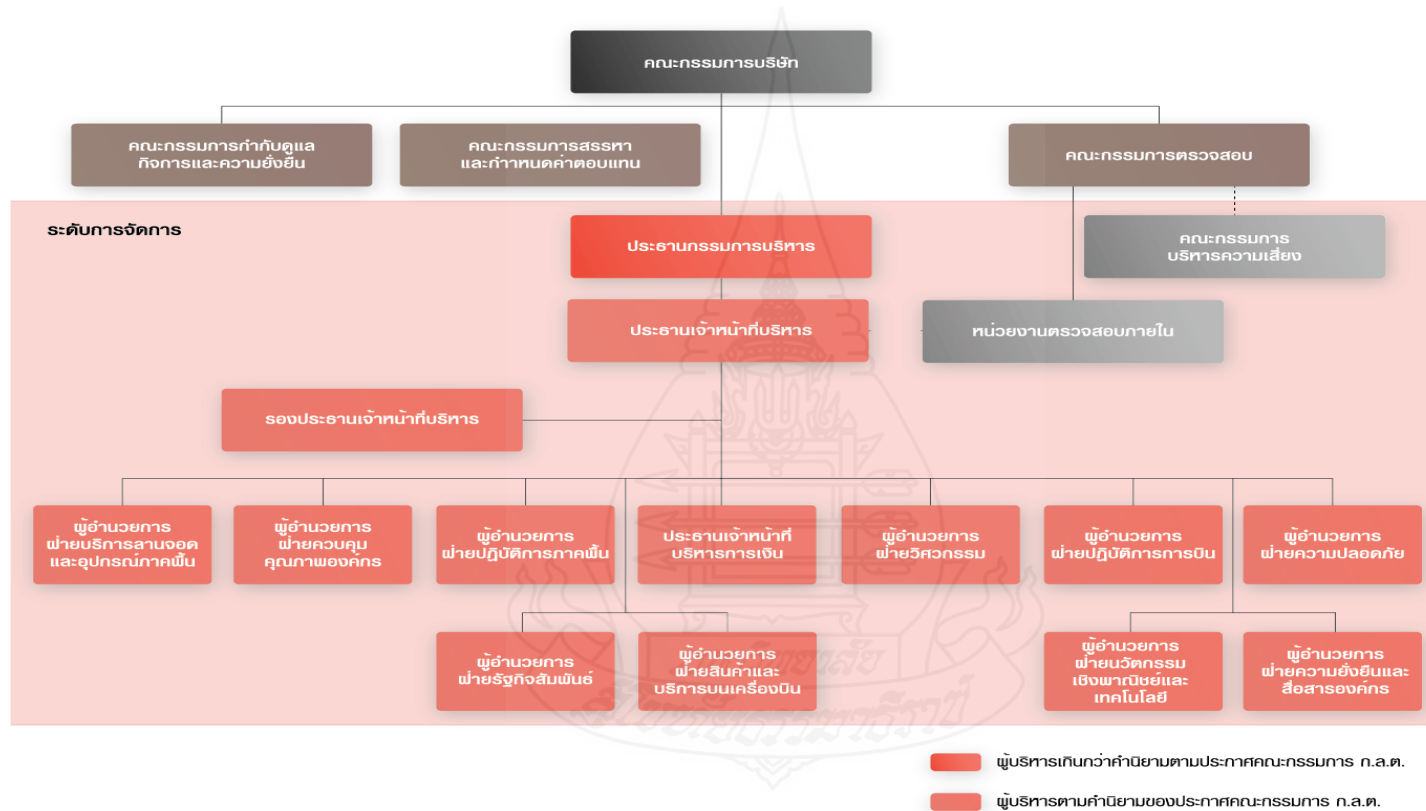 คณะกรรมการบริษัท
คณะกรรมการกำกับดูแล
กิจการและความยั่งยืน
คณะกรรมการสรรหา
และกำาหนดค่าตอบแทน
คณะกรรมการตรวจสอบ
ระดับการจัดการ
ประธานกรรมการบริหาร
คณะกรรมการ
บริหารความเสี่ยง
ประธานเจ้าหน้าที่บริหาร
หน่วยงานตรวจสอบภายใน
รองประธานเจ้าหน้าที่บริหาร
ผู้อำนวยการ
ฝ่ายบริการลานจอด
และอุปกรณ์ภาคพื้น
ผู้อำนวยการ
ฝ่ายควบคุม
คุณภาพองค์กร
ผู้อำนวยการ
ฝ่ายปฏิบัติการภาคพื้น
ประธานเจ้าหน้าที่
บริหารการเงิน
ผู้อำนวยการ
ฝ่ายวิศวกรรม
ผู้อำนวยการ
ฝ่ายปฏิบัติการการบิน
ผู้อำนวยการ
ฝ่ายความปลอดภัย
ผู้อำนวยการ
ฝ่ายรัฐกิจสัมพันธ์
ผู้อำนวยการ
ฝ่ายสินค้าและ
บริการบนเครื่องบิน
ผู้อำนวยการ
ฝ่ายนวัตกรรม
เชิงพาณิชย์และ
เทคโนโลยี
ผู้อำนวยการ
ฝ่ายความยั่งยืนและ
สื่อสารองค์กร
ผู้บริหารเกินกว่าคำนิยามตามประกาศคณะกรรมการ ก.ล.ต.
ผู้บริหารตามคำนิยามของประกาศคณะกรรมการ ก.ล.ต.